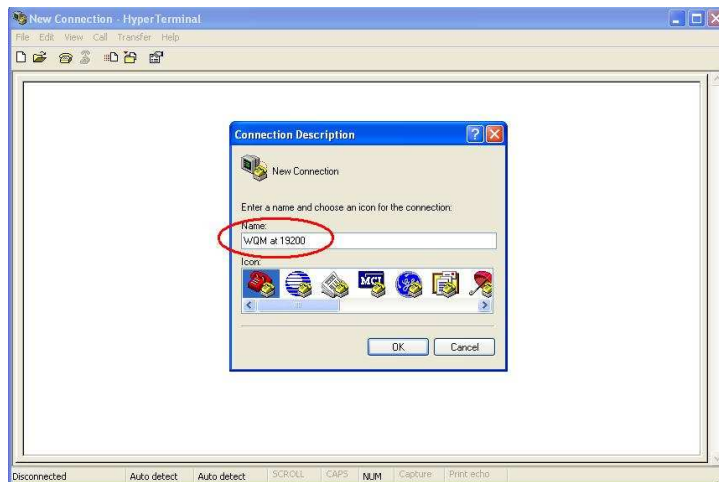 New Connection - HyperTerminal
File Edit View Call Transfer Help
Connection Description
New Connection
Enter a name and choose an icon for the connection:
Name:
WQM at 19200
Icon:
MCI
OK Cancel
Disconnected Auto detect Auto detect SCROLL CAPS NUM Capture Print echo